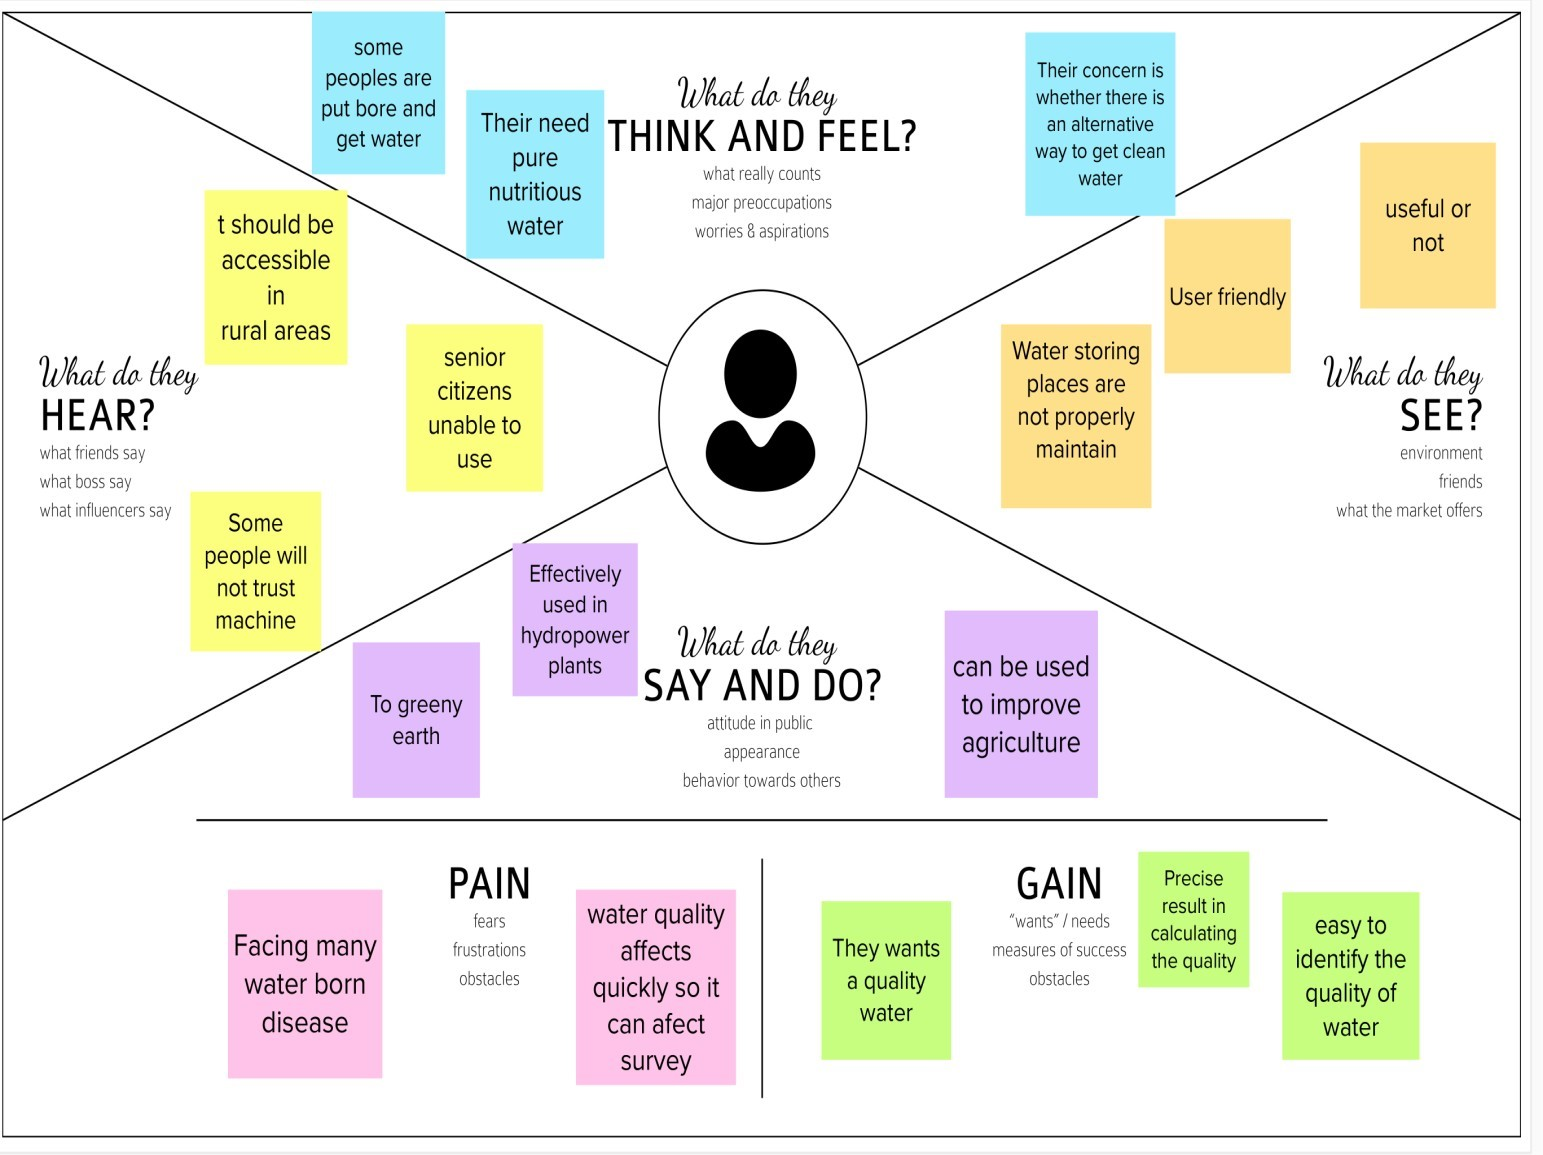 some
peoples are
put bore and
get water
Their need
pure
nutritious
water
What do they
THINK AND FEEL?
what really counts
major preoccupations
worries & aspirations
Their concern is
whether there is
an alternative
way to get clean
water
t should be
accessible
in
rural areas
senior
citizens
unable to
use
What do they
HEAR?
what friends say
what boss say
what influencers say
Some
people will
not trust
machine
useful or
not
User friendly
Water storing
places are
not properly
maintain
What do they
SEE?
environment
friends
what the market offers
Effectively
used in
hydropower
plants
To greeny
earth
What do they
SAY AND DO?
attitude in public
appearance
behavior towards others
can be used
to improve
agriculture
PAIN
fears
frustrations
obstacles
Facing many
water born
disease
water quality
affects
quickly so it
can afect
survey
GAIN
"wants" / needs
measures of success
obstacles
They wants
a quality
water
Precise
result in
calculating
the quality
easy to
identify the
quality of
water